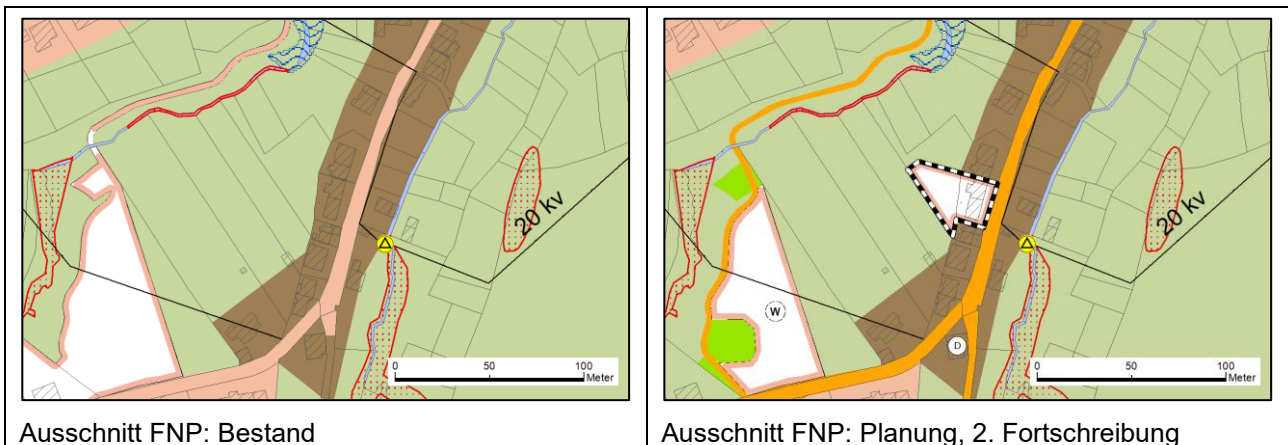 20 kv
0 50 100
Meter
Ausschnitt FNP: Bestand
20 kv
W
D
0 50 100
Meter
Ausschnitt FNP: Planung, 2. Fortschreibung